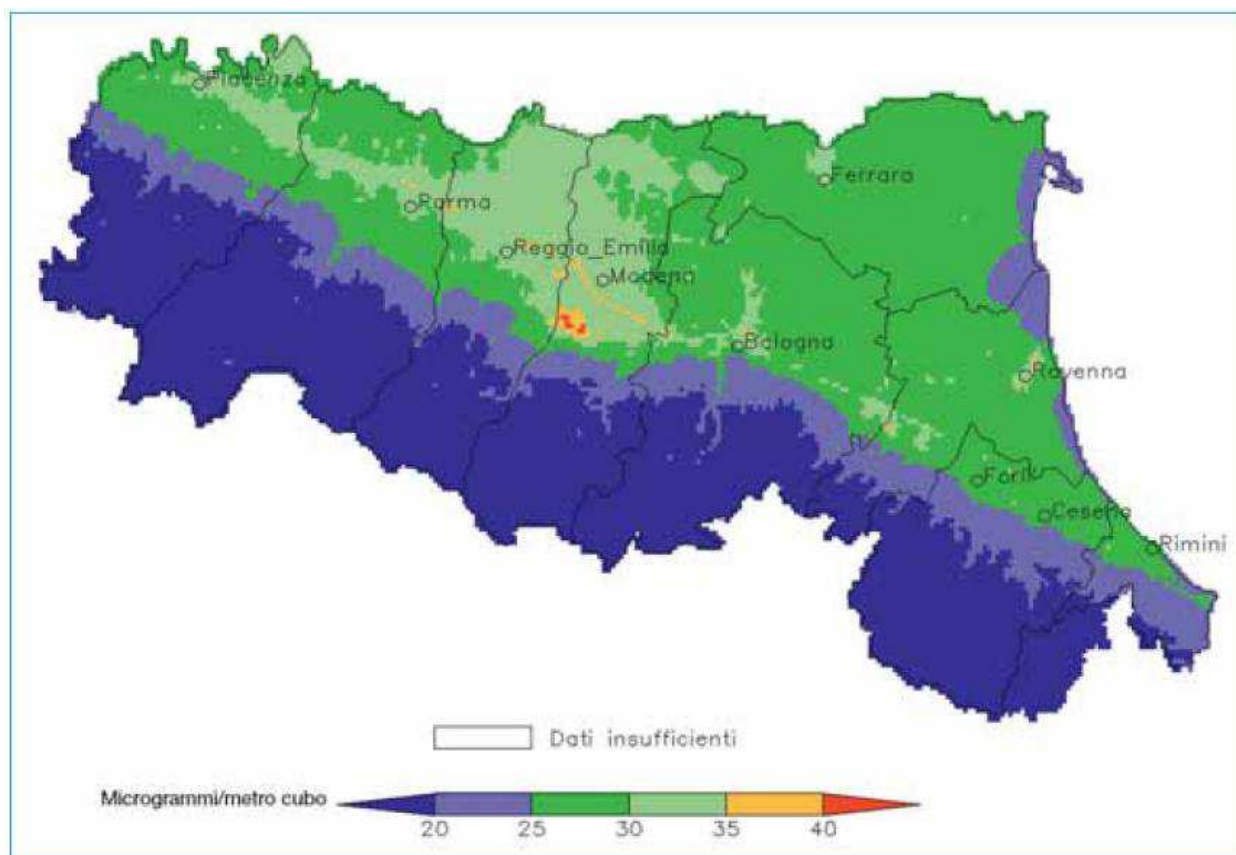 Piacenza
Ferrara
Parma
Reggio_Emilia
Modena
Bologna
Ravenna
Forli
Cesena
Rimini
Dati insufficienti
Microgrammi/metro cubo
20 25 30 35 40